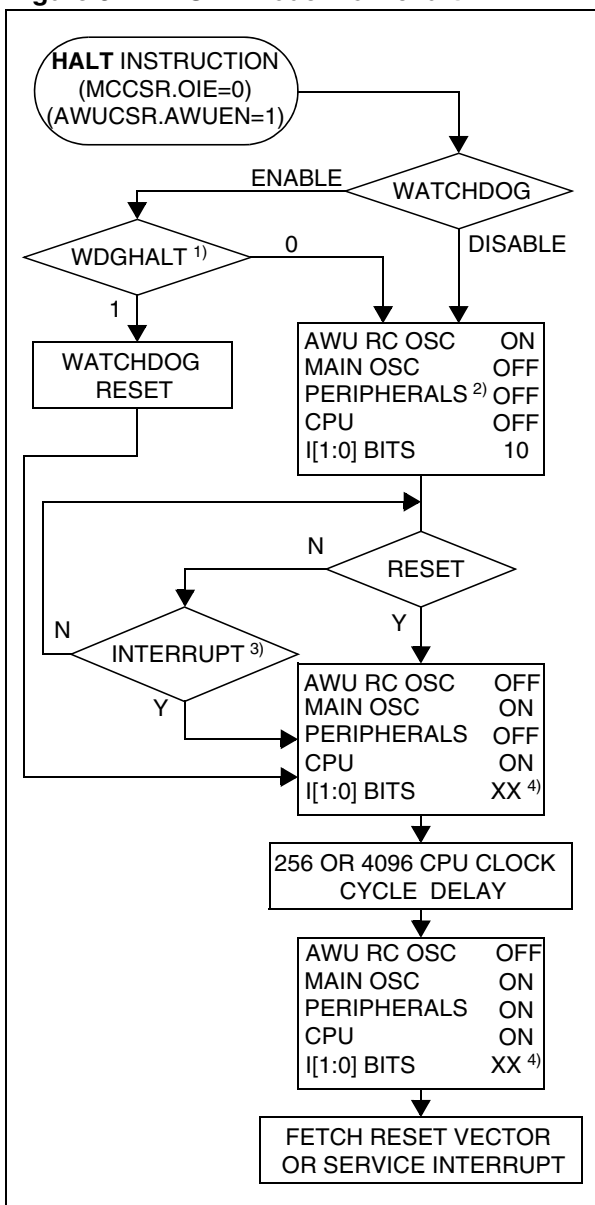 HALT INSTRUCTION
(MCCSR.OIE=0)
(AWUCSR.AWUEN=1)
ENABLE
WATCHDOG
WDGHALT 1)
0
DISABLE
1
WATCHDOG
RESET
AWU RC OSC ON
MAIN OSC OFF
PERIPHERALS 2) OFF
CPU OFF
I[1:0] BITS 10
N
RESET
N
Y
INTERRUPT 3)
Y
AWU RC OSC OFF
MAIN OSC ON
PERIPHERALS OFF
CPU ON
I[1:0] BITS XX 4)
256 OR 4096 CPU CLOCK
CYCLE DELAY
AWU RC OSC OFF
MAIN OSC ON
PERIPHERALS ON
CPU ON
I[1:0] BITS XX 4)
FETCH RESET VECTOR
OR SERVICE INTERRUPT